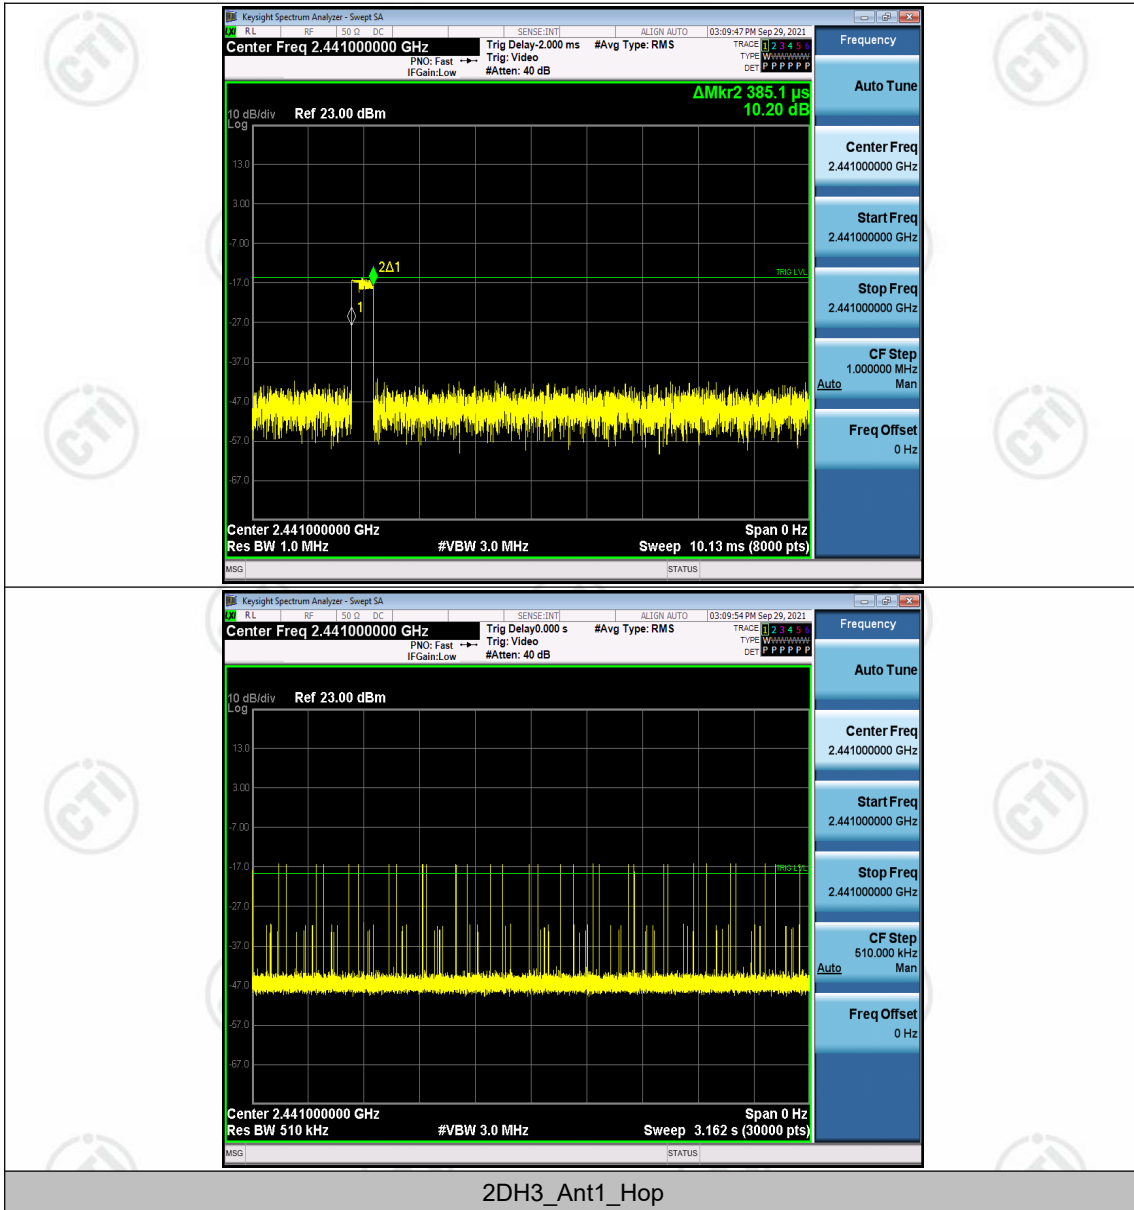 Keysight Spectrum Analyzer - Swept SA
LXI RL RF 50 Ω DC SENSE:INT ALIGN AUTO 03:09:47 PM Sep 29, 2021
Center Freq 2.441000000 GHz
PNO: Fast
IFGain:Low
Trig Delay-2.000 ms
Trig: Video
#Atten: 40 dB
#Avg Type: RMS
TRACE 1 2 3 4 5 6
TYPE WWWWWW
DET P P P P P P
ΔMkr2 385.1 µs
10.20 dB
10 dB/div Ref 23.00 dBm
Log
13.0
3.00
-7.00
-17.0
-27.0
-37.0
-47.0
-57.0
-67.0
2Δ1
1
TRIG LVL
Center 2.441000000 GHz Span 0 Hz
Res BW 1.0 MHz #VBW 3.0 MHz Sweep 10.13 ms (8000 pts)
MSG STATUS
Frequency
Auto Tune
Center Freq
2.441000000 GHz
Start Freq
2.441000000 GHz
Stop Freq
2.441000000 GHz
CF Step
1.000000 MHz
Auto Man
Freq Offset
0 Hz
Keysight Spectrum Analyzer - Swept SA
LXI RL RF 50 Ω DC SENSE:INT ALIGN AUTO 03:09:54 PM Sep 29, 2021
Center Freq 2.441000000 GHz
PNO: Fast
IFGain:Low
Trig Delay0.000 s
Trig: Video
#Atten: 40 dB
#Avg Type: RMS
TRACE 1 2 3 4 5 6
TYPE WWWWWW
DET P P P P P P
10 dB/div Ref 23.00 dBm
Log
13.0
3.00
-7.00
-17.0
-27.0
-37.0
-47.0
-57.0
-67.0
TRIG LVL
Center 2.441000000 GHz Span 0 Hz
Res BW 510 kHz #VBW 3.0 MHz Sweep 3.162 s (30000 pts)
MSG STATUS
Frequency
Auto Tune
Center Freq
2.441000000 GHz
Start Freq
2.441000000 GHz
Stop Freq
2.441000000 GHz
CF Step
510.000 kHz
Auto Man
Freq Offset
0 Hz
2DH3_Ant1_Hop
CTI
CTI
CTI
CTI
CTI
CTI